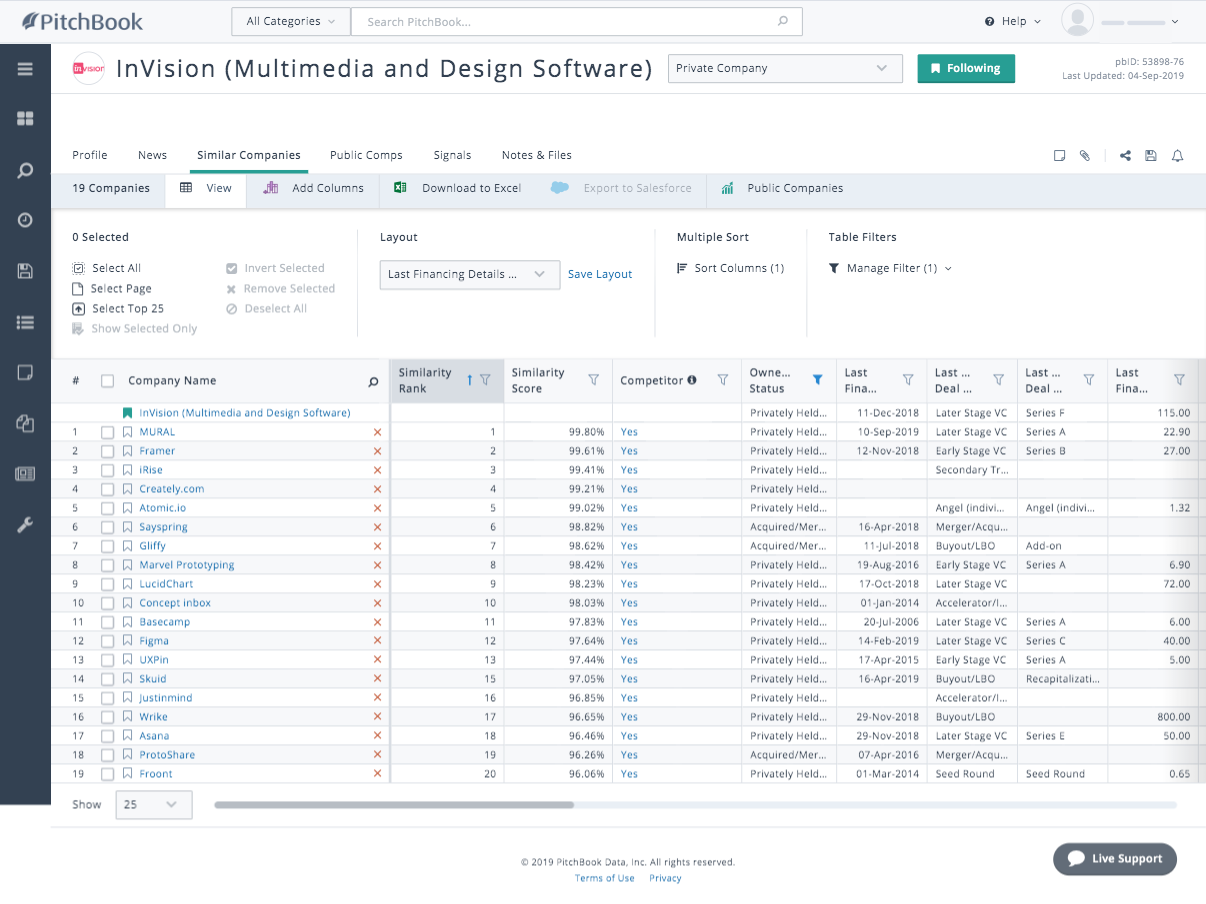 PitchBook
All Categories
Search PitchBook...
Help
invision
InVision (Multimedia and Design Software)
Private Company
Following
pbID: 53898-76
Last Updated: 04-Sep-2019
Profile News Similar Companies Public Comps Signals Notes & Files
19 Companies View Add Columns Download to Excel Export to Salesforce Public Companies
0 Selected
Select All Invert Selected
Select Page Remove Selected
Select Top 25 Deselect All
Show Selected Only
Layout
Last Financing Details ... Save Layout
Multiple Sort
Sort Columns (1)
Table Filters
Manage Filter (1)
# Company Name Similarity Rank Similarity Score Competitor Owne... Status Last Fina... Last ... Deal ... Last ... Deal ... Last Fina...
InVision (Multimedia and Design Software) Privately Held... 11-Dec-2018 Later Stage VC Series F 115.00
1 MURAL 1 99.80% Yes Privately Held... 10-Sep-2019 Later Stage VC Series A 22.90
2 Framer 2 99.61% Yes Privately Held... 12-Nov-2018 Early Stage VC Series B 27.00
3 iRise 3 99.41% Yes Privately Held... Secondary Tr...
4 Creately.com 4 99.21% Yes Privately Held...
5 Atomic.io 5 99.02% Yes Privately Held... Angel (indivi... Angel (indivi... 1.32
6 Sayspring 6 98.82% Yes Acquired/Mer... 16-Apr-2018 Merger/Acqu...
7 Gliffy 7 98.62% Yes Acquired/Mer... 11-Jul-2018 Buyout/LBO Add-on
8 Marvel Prototyping 8 98.42% Yes Privately Held... 19-Aug-2016 Early Stage VC Series A 6.90
9 LucidChart 9 98.23% Yes Privately Held... 17-Oct-2018 Later Stage VC 72.00
10 Concept inbox 10 98.03% Yes Privately Held... 01-Jan-2014 Accelerator/I...
11 Basecamp 11 97.83% Yes Privately Held... 20-Jul-2006 Later Stage VC Series A 6.00
12 Figma 12 97.64% Yes Privately Held... 14-Feb-2019 Later Stage VC Series C 40.00
13 UXPin 13 97.44% Yes Privately Held... 17-Apr-2015 Early Stage VC Series A 5.00
14 Skuid 15 97.05% Yes Privately Held... 16-Apr-2019 Buyout/LBO Recapitalizati...
15 Justinmind 16 96.85% Yes Privately Held... Accelerator/I...
16 Wrike 17 96.65% Yes Privately Held... 29-Nov-2018 Buyout/LBO 800.00
17 Asana 18 96.46% Yes Privately Held... 29-Nov-2018 Later Stage VC Series E 50.00
18 ProtoShare 19 96.26% Yes Acquired/Mer... 07-Apr-2016 Merger/Acqu...
19 Froont 20 96.06% Yes Privately Held... 01-Mar-2014 Seed Round Seed Round 0.65
Show 25
© 2019 PitchBook Data, Inc. All rights reserved.
Terms of Use Privacy
Live Support